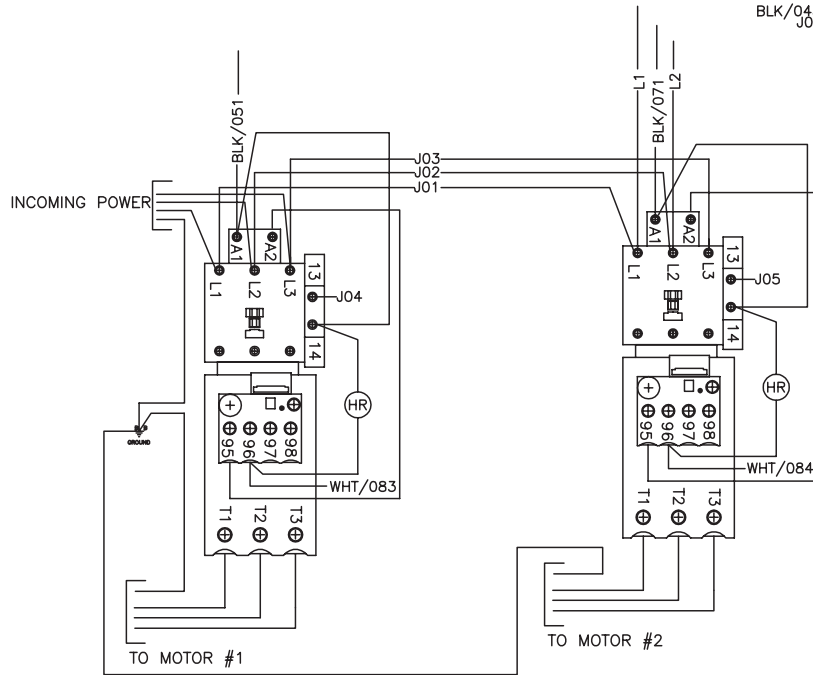 BLK/04
J0
L1
BLK/071
L2
BLK/051
J03
J02
J01
INCOMING POWER
A1
A2
L1
L2
L3
13
J04
14
A1
A2
L1
L2
L3
13
J05
14
HR
95
96
97
98
WHT/083
T1
T2
T3
HR
95
96
97
98
WHT/084
T1
T2
T3
GROUND
TO MOTOR #1
TO MOTOR #2